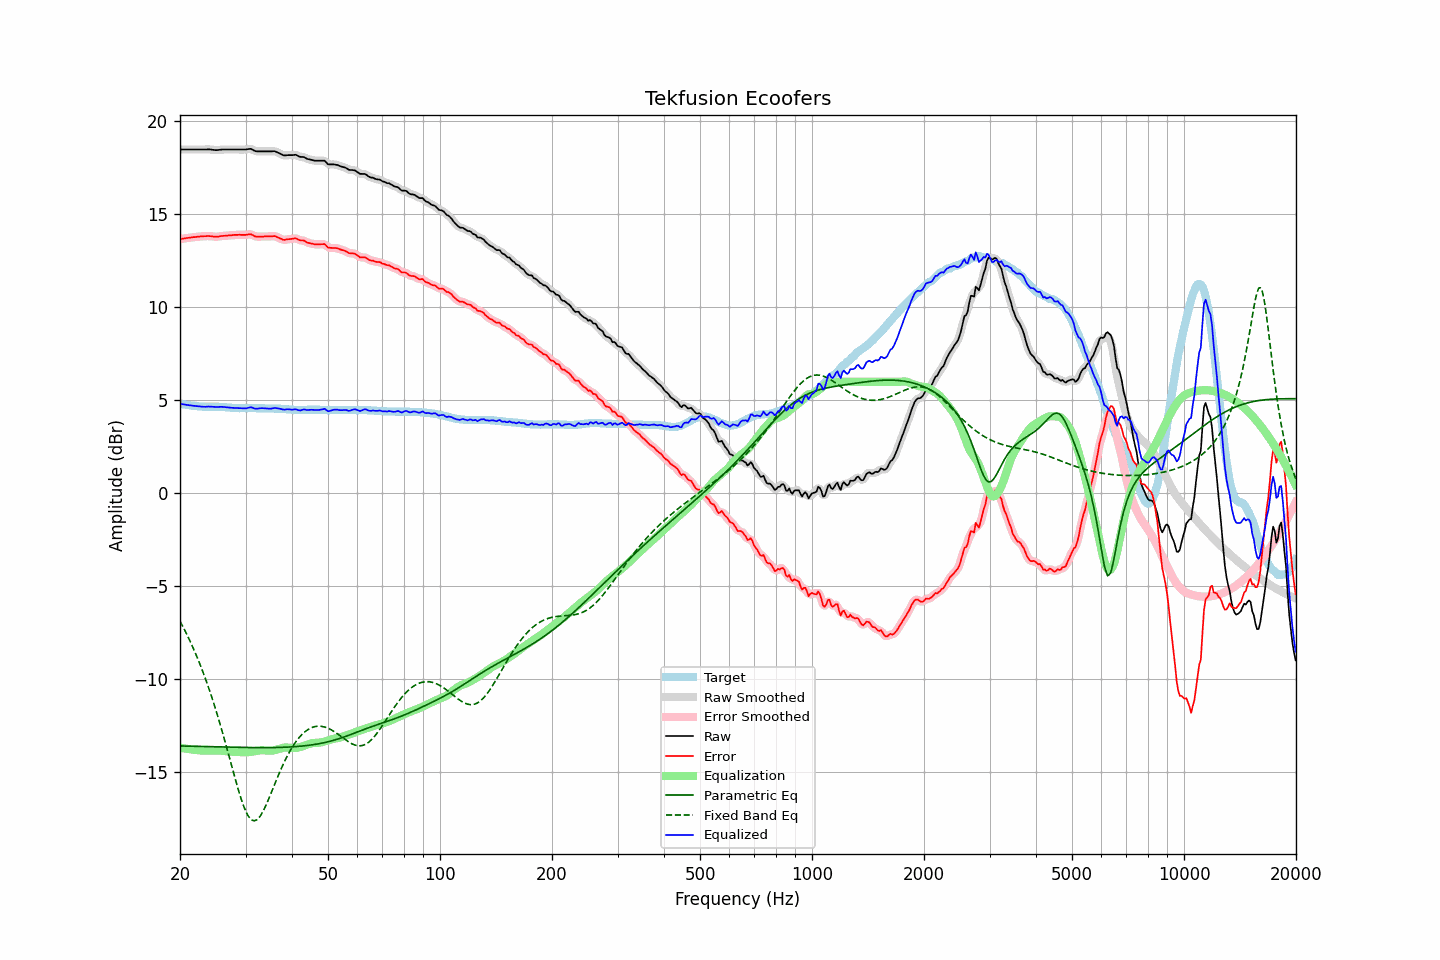 Tekfusion Ecoofers
20
15
10
5
0
−5
−10
−15
Amplitude (dBr)
20
50
100
200
500
1000
2000
5000
10000
20000
Frequency (Hz)
Target
Raw Smoothed
Error Smoothed
Raw
Error
Equalization
Parametric Eq
Fixed Band Eq
Equalized